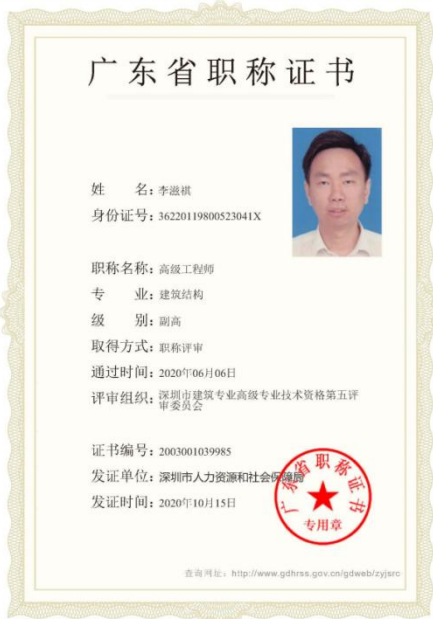 广东省职称证书
姓 名：李滋祺
身份证号：36220119800523041X
职称名称：高级工程师
专 业：建筑结构
级 别：副高
取得方式：职称评审
通过时间：2020年06月06日
评审组织：深圳市建筑专业高级专业技术资格第五评
审委员会
证书编号：2003001039985
发证单位：深圳市人力资源和社会保障局
发证时间：2020年10月15日
广东省职称证书
专用章
查询网址：http://www.gdhrss.gov.cn/gdweb/zyjsrc